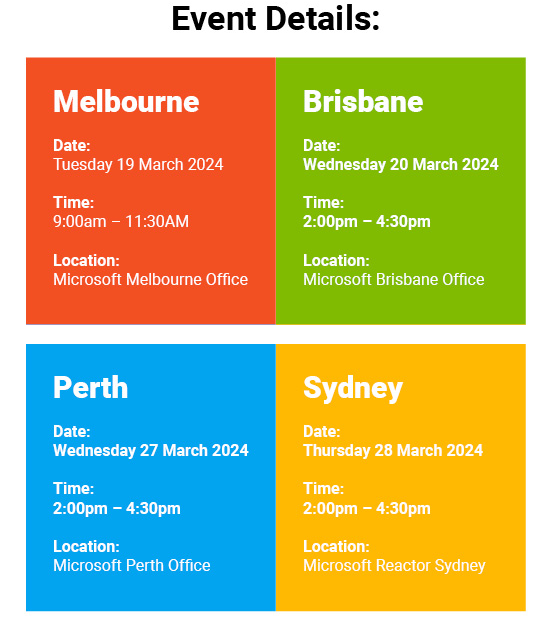 Event Details:
Melbourne
Date:
Tuesday 19 March 2024
Time:
9:00am – 11:30AM
Location:
Microsoft Melbourne Office
Brisbane
Date:
Wednesday 20 March 2024
Time:
2:00pm – 4:30pm
Location:
Microsoft Brisbane Office
Perth
Date:
Wednesday 27 March 2024
Time:
2:00pm – 4:30pm
Location:
Microsoft Perth Office
Sydney
Date:
Thursday 28 March 2024
Time:
2:00pm – 4:30pm
Location:
Microsoft Reactor Sydney